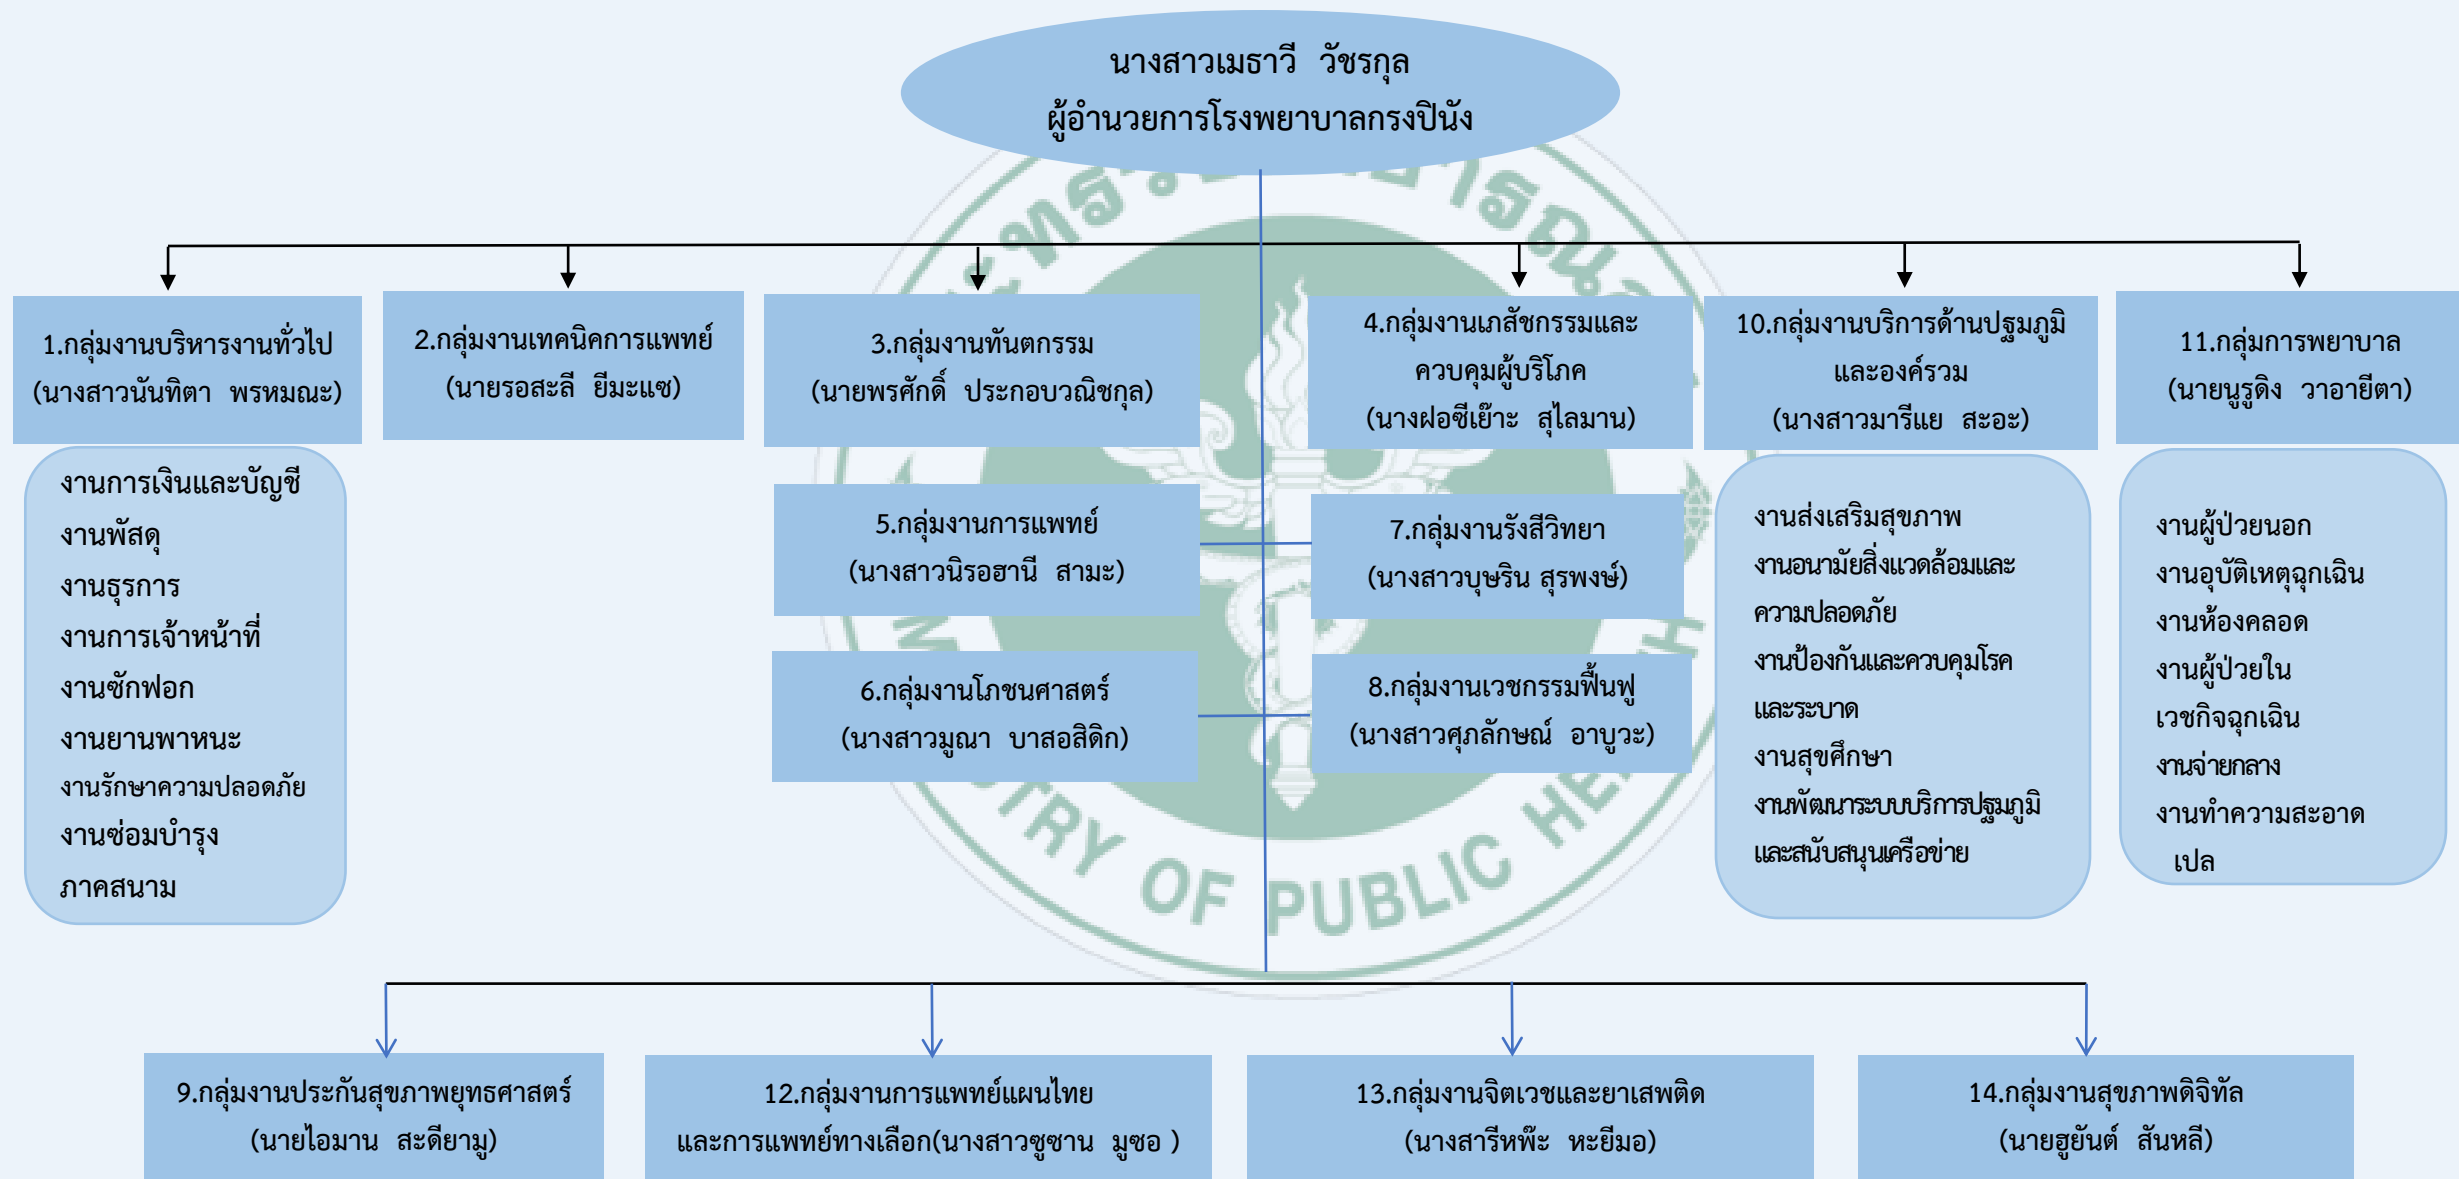 นางสาวเมธาวี วัชรกุล
ผู้อำนวยการโรงพยาบาลกรงปินัง
1.กลุ่มงานบริหารงานทั่วไป
(นางสาวนันทิตา พรหมณะ)
2.กลุ่มงานเทคนิคการแพทย์
(นายรอสะลี ยีมะแซ)
3.กลุ่มงานทันตกรรม
(นายพรศักดิ์ ประกอบวณิชกุล)
4.กลุ่มงานเภสัชกรรมและ
ควบคุมผู้บริโภค
(นางฝอซีเย๊าะ สุไลมาน)
10.กลุ่มงานบริการด้านปฐมภูมิ
และองค์รวม
(นางสาวมารีแย สะอะ)
11.กลุ่มการพยาบาล
(นายนูรูดิง วาอายีตา)
งานการเงินและบัญชี
งานพัสดุ
งานธุรการ
งานการเจ้าหน้าที่
งานซักฟอก
งานยานพาหนะ
งานรักษาความปลอดภัย
งานซ่อมบำรุง
ภาคสนาม
5.กลุ่มงานการแพทย์
(นางสาวนิรอฮานี สามะ)
7.กลุ่มงานรังสีวิทยา
(นางสาวบุษริน สุรพงษ์)
6.กลุ่มงานโภชนศาสตร์
(นางสาวมูณา บาสอสิดิก)
8.กลุ่มงานเวชกรรมฟื้นฟู
(นางสาวศุภลักษณ์ อาบูวะ)
งานส่งเสริมสุขภาพ
งานอนามัยสิ่งแวดล้อมและ
ความปลอดภัย
งานป้องกันและควบคุมโรค
และระบาด
งานสุขศึกษา
งานพัฒนาระบบบริการปฐมภูมิ
และสนับสนุนเครือข่าย
งานผู้ป่วยนอก
งานอุบัติเหตุฉุกเฉิน
งานห้องคลอด
งานผู้ป่วยใน
เวชกิจฉุกเฉิน
งานจ่ายกลาง
งานทำความสะอาด
เปล
OF PUBLIC
9.กลุ่มงานประกันสุขภาพยุทธศาสตร์
(นายไอมาน สะดียามู)
12.กลุ่มงานการแพทย์แผนไทย
และการแพทย์ทางเลือก(นางสาวซูซาน มูซอ )
13.กลุ่มงานจิตเวชและยาเสพติด
(นางสารีหพ๊ะ หะยีมอ)
14.กลุ่มงานสุขภาพดิจิทัล
(นายฮูยันต์ สันหลี)